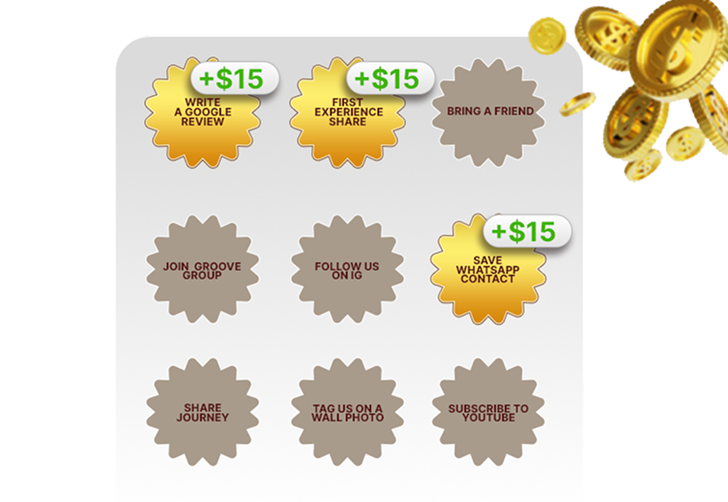 +$15
WRITE
A GOOGLE
REVIEW
+$15
FIRST
EXPERIENCE
SHARE
BRING A FRIEND
JOIN GROOVE
GROUP
FOLLOW US
ON IG
+$15
SAVE
WHATSAPP
CONTACT
SHARE
JOURNEY
TAG US ON A
WALL PHOTO
SUBSCRIBE TO
YOUTUBE